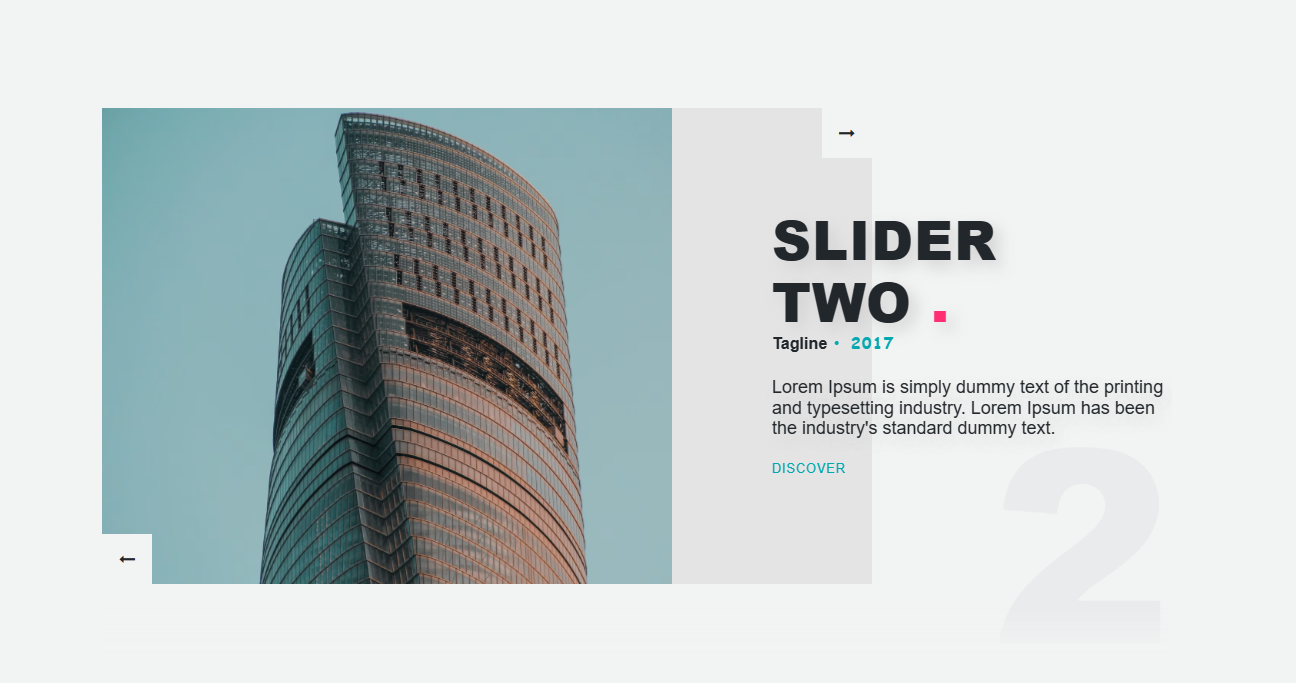 SLIDER
TWO .
Tagline • 2017
Lorem Ipsum is simply dummy text of the printing
and typesetting industry. Lorem Ipsum has been
the industry's standard dummy text.
DISCOVER
2